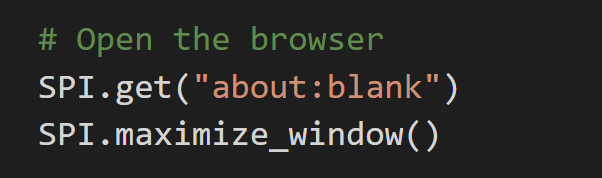 # Open the browser
SPI.get("about:blank")
SPI.maximize_window()